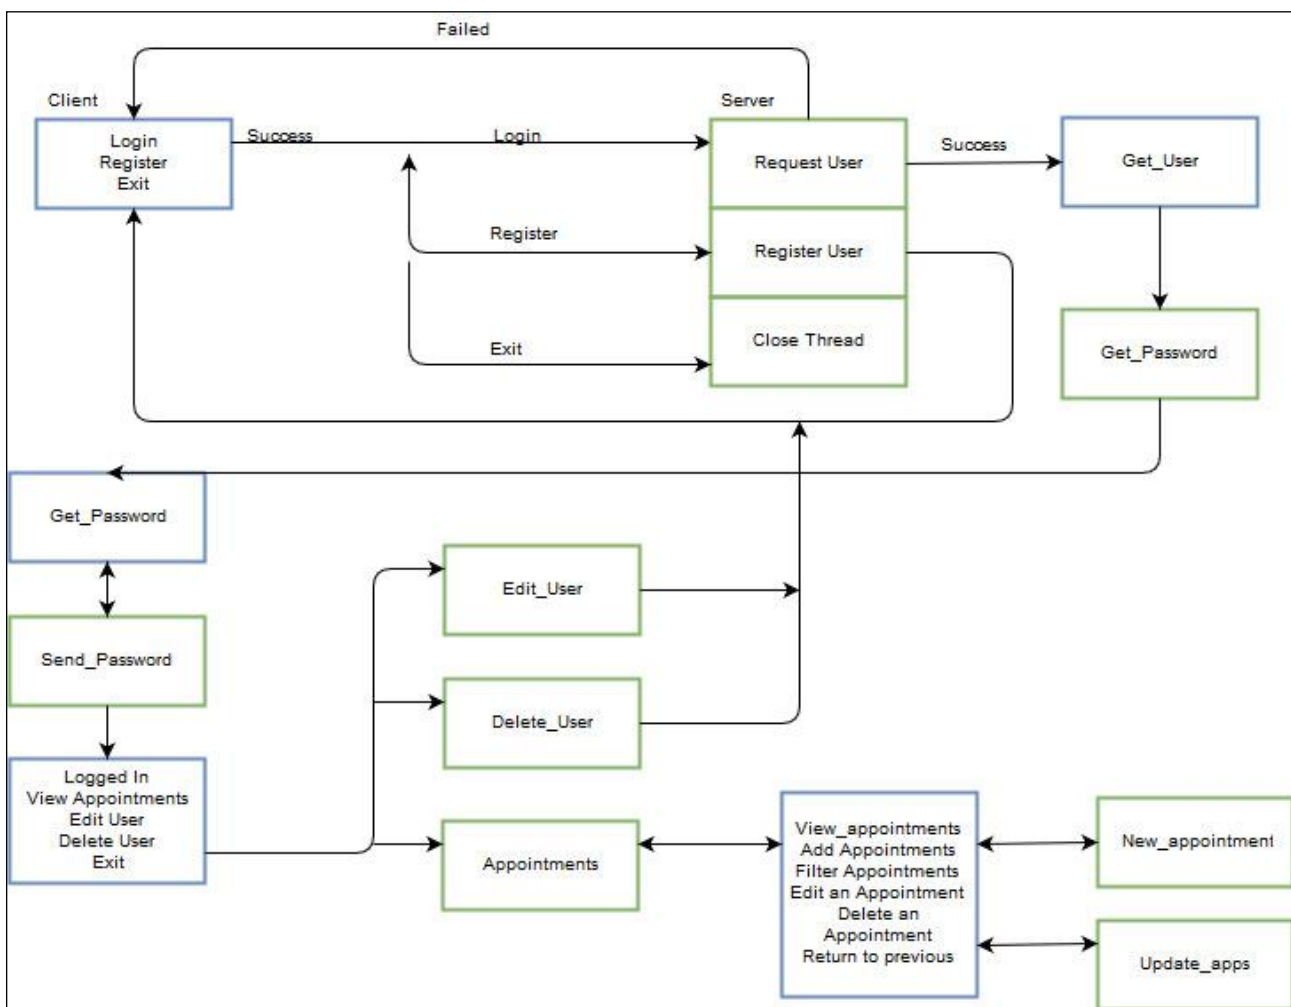 Failed
Client
Server
Login
Register
Exit
Success
Login
Request User
Success
Get_User
Register
Register User
Exit
Close Thread
Get_Password
Get_Password
Edit_User
Send_Password
Delete_User
Logged In
View Appointments
Edit User
Delete User
Exit
Appointments
View_appointments
Add Appointments
Filter Appointments
Edit an Appointment
Delete an
Appointment
Return to previous
New_appointment
Update_apps